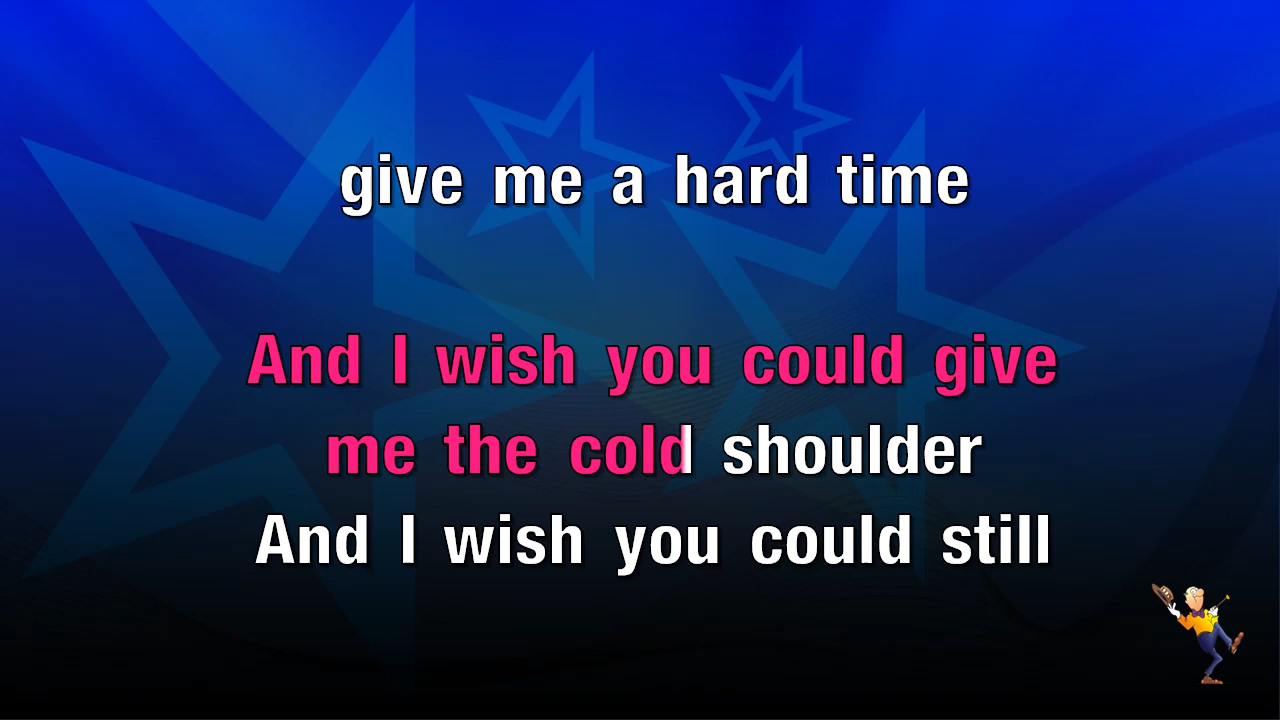 give me a hard time
And I wish you could give
me the cold shoulder
And I wish you could still